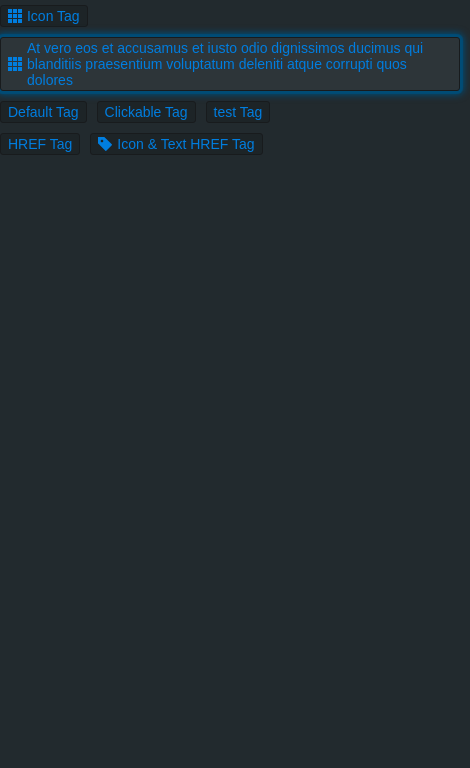 Icon Tag
At vero eos et accusamus et iusto odio dignissimos ducimus qui
blanditiis praesentium voluptatum deleniti atque corrupti quos
dolores
Default Tag Clickable Tag test Tag
HREF Tag Icon & Text HREF Tag